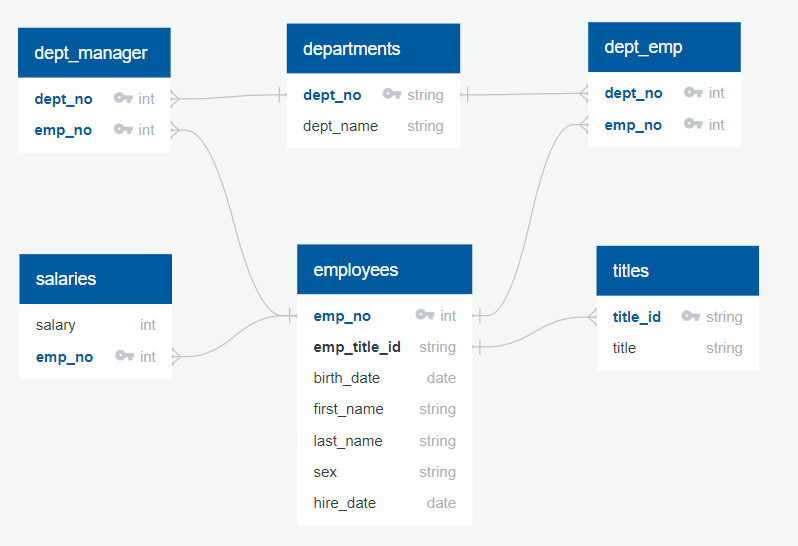 dept_manager
dept_no int
emp_no int
departments
dept_no string
dept_name string
dept_emp
dept_no int
emp_no int
salaries
salary int
emp_no int
employees
emp_no int
emp_title_id string
birth_date date
first_name string
last_name string
sex string
hire_date date
titles
title_id string
title string